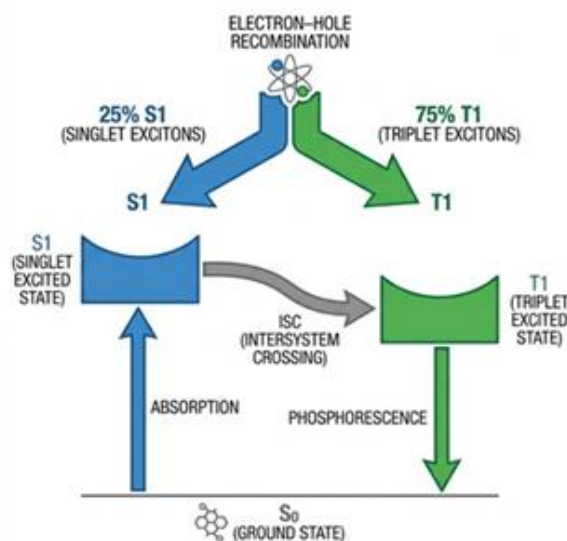 ELECTRON–HOLE
RECOMBINATION
25% S1
(SINGLET EXCITONS)
75% T1
(TRIPLET EXCITONS)
S1
T1
S1
(SINGLET
EXCITED
STATE)
ISC
(INTERSYSTEM
CROSSING)
T1
(TRIPLET
EXCITED
STATE)
ABSORPTION
PHOSPHORESCENCE
S₀
(GROUND STATE)